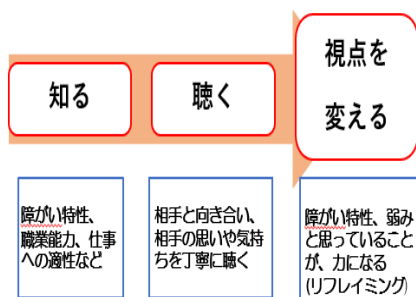 知る
聴く
視点を
変える
障がい特性、
職業能力、仕事
への適性など
相手と向き合い、
相手の思いや気持
ちを丁寧に聴く
障がい特性、弱み
と思っていること
が、力になる
(リフレイミング)